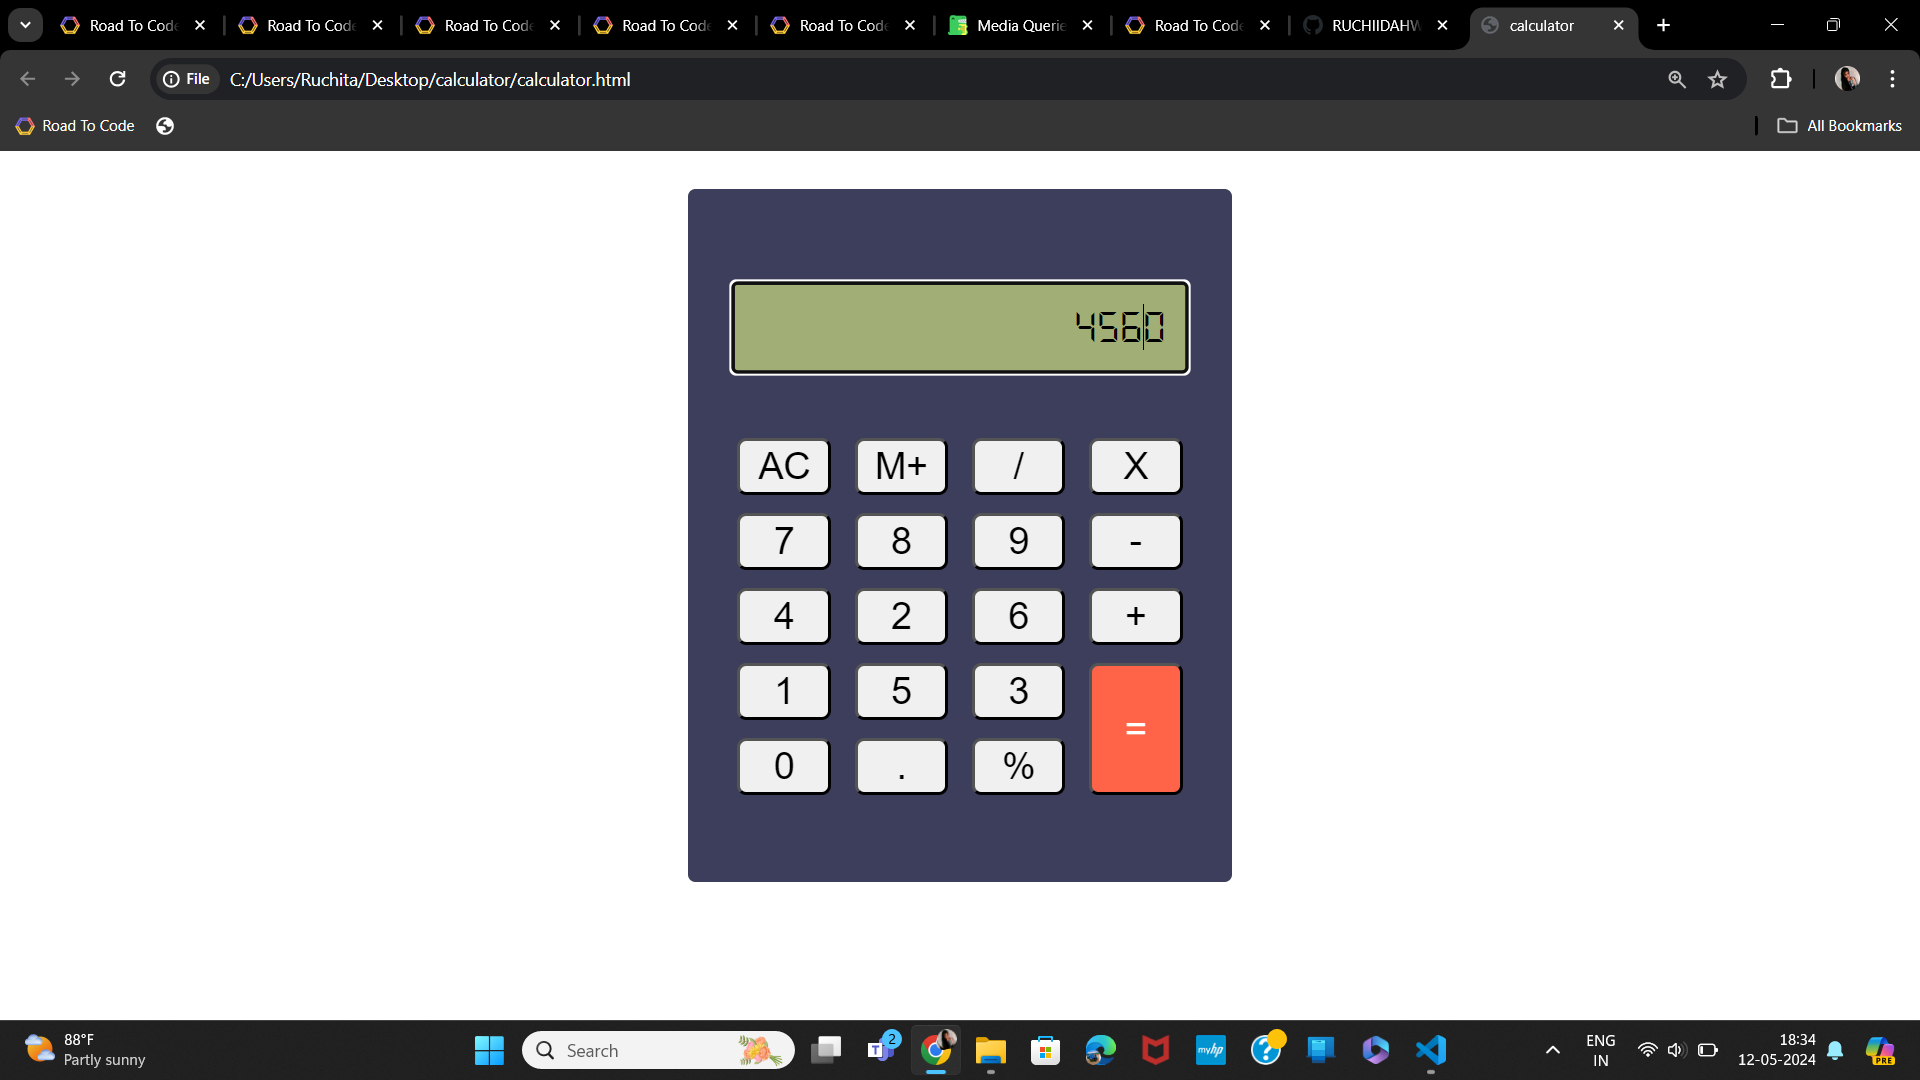 Road To Code Road To Code Road To Code Road To Code Road To Code Media Querie Road To Code RUCHIIDAHW calculator
File C:/Users/Ruchita/Desktop/calculator/calculator.html
Road To Code All Bookmarks
4560
AC M+ / X
7 8 9 -
4 2 6 +
1 5 3
=
0 . %
88°F
Partly sunny
Search
T 2
myhp
?
ENG
IN
18:34
12-05-2024
PRE